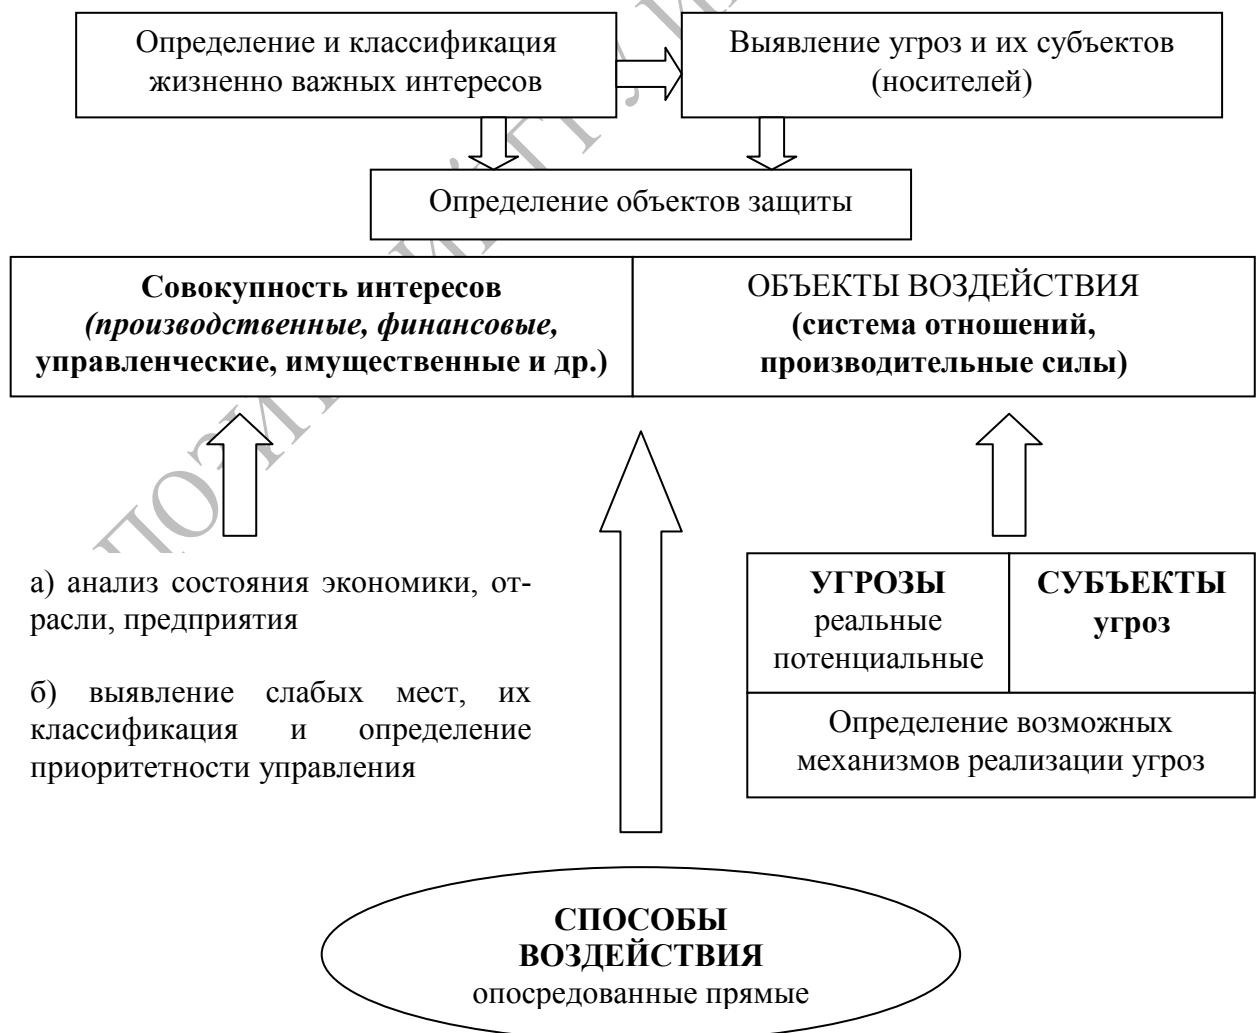 Определение и классификация
жизненно важных интересов
Выявление угроз и их субъектов
(носителей)
Определение объектов защиты
Совокупность интересов
(производственные, финансовые,
управленческие, имущественные и др.)
ОБЪЕКТЫ ВОЗДЕЙСТВИЯ
(система отношений,
производительные силы)
а) анализ состояния экономики, от-
расли, предприятия
б) выявление слабых мест, их
классификация и определение
приоритетности управления
УГРОЗЫ
реальные
потенциальные
СУБЪЕКТЫ
угроз
Определение возможных
механизмов реализации угроз
СПОСОБЫ
ВОЗДЕЙСТВИЯ
опосредованные прямые